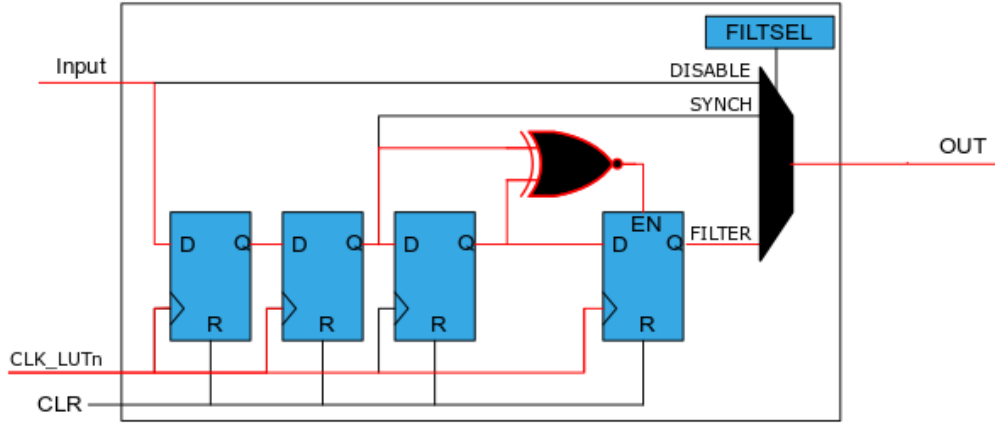 FILTSEL
Input
DISABLE
SYNCH
OUT
EN
D Q D Q D Q D Q FILTER
R R R R
CLK_LUTn
CLR